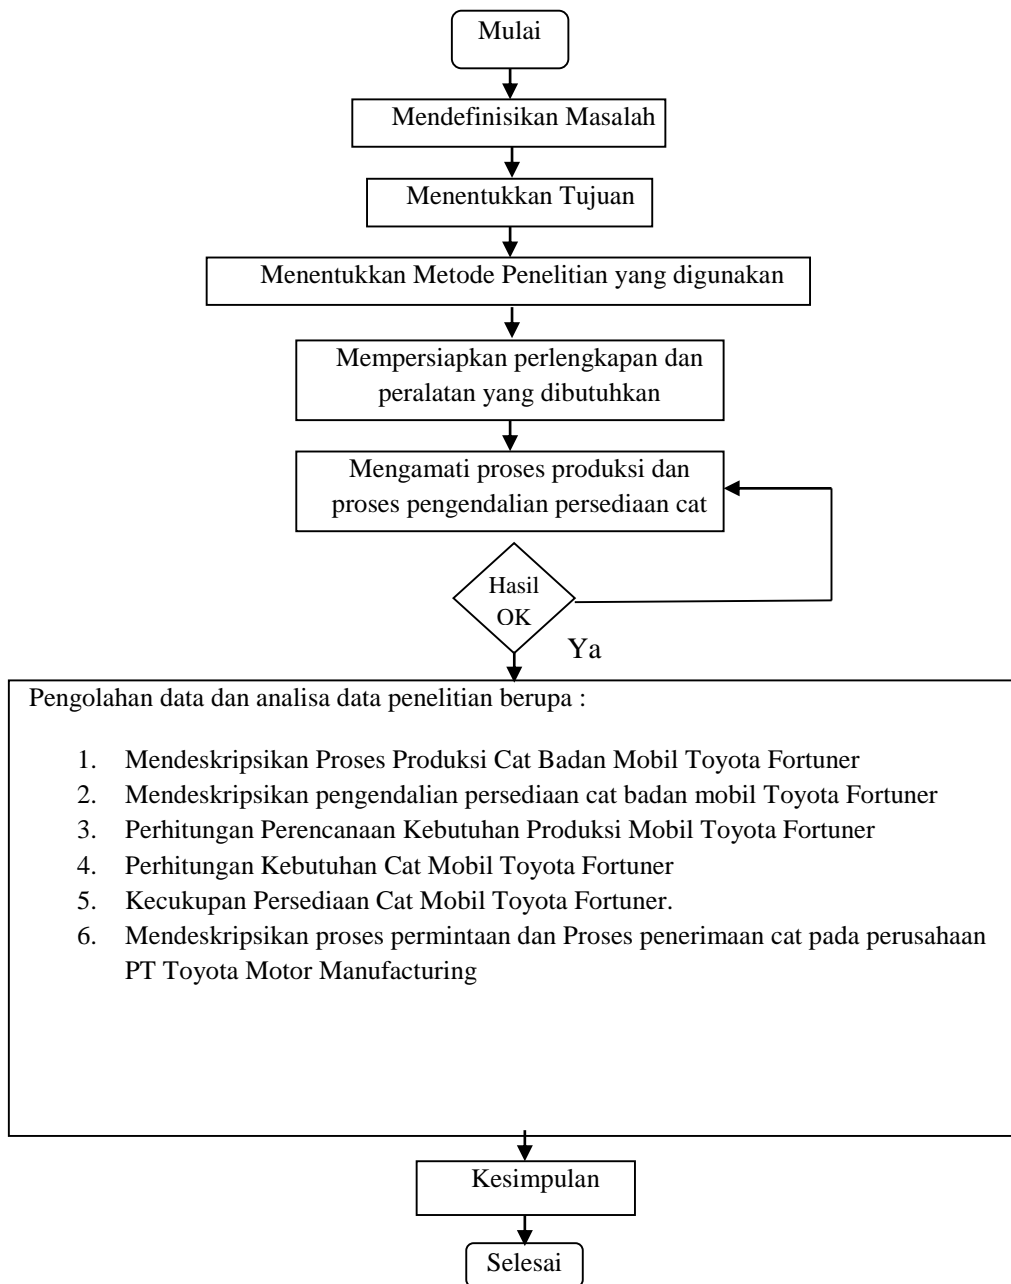 Mulai
Mendefinisikan Masalah
Menentukkan Tujuan
Menentukkan Metode Penelitian yang digunakan
Mempersiapkan perlengkapan dan
peralatan yang dibutuhkan
Mengamati proses produksi dan
proses pengendalian persediaan cat
Hasil
OK
Ya
Pengolahan data dan analisa data penelitian berupa :
1. Mendeskripsikan Proses Produksi Cat Badan Mobil Toyota Fortuner
2. Mendeskripsikan pengendalian persediaan cat badan mobil Toyota Fortuner
3. Perhitungan Perencanaan Kebutuhan Produksi Mobil Toyota Fortuner
4. Perhitungan Kebutuhan Cat Mobil Toyota Fortuner
5. Kecukupan Persediaan Cat Mobil Toyota Fortuner.
6. Mendeskripsikan proses permintaan dan Proses penerimaan cat pada perusahaan
PT Toyota Motor Manufacturing
Kesimpulan
Selesai